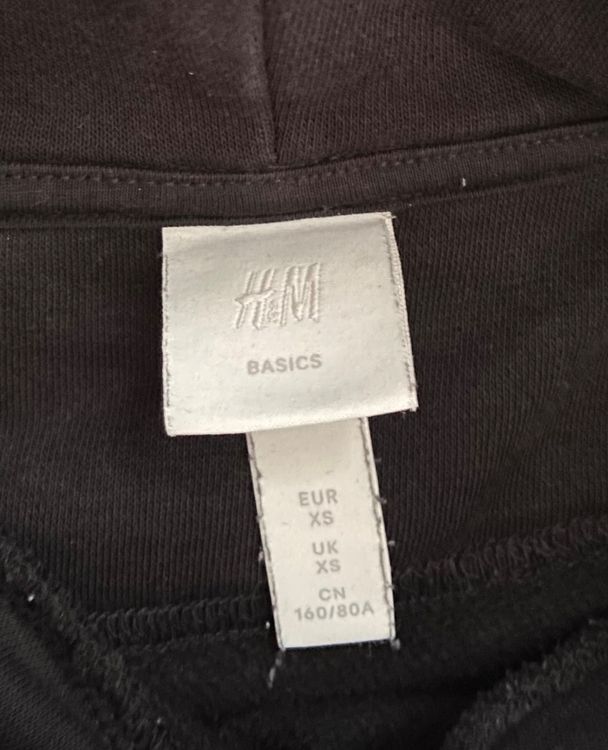 H&M
BASICS
EUR
XS
UK
XS
CN
160/80A